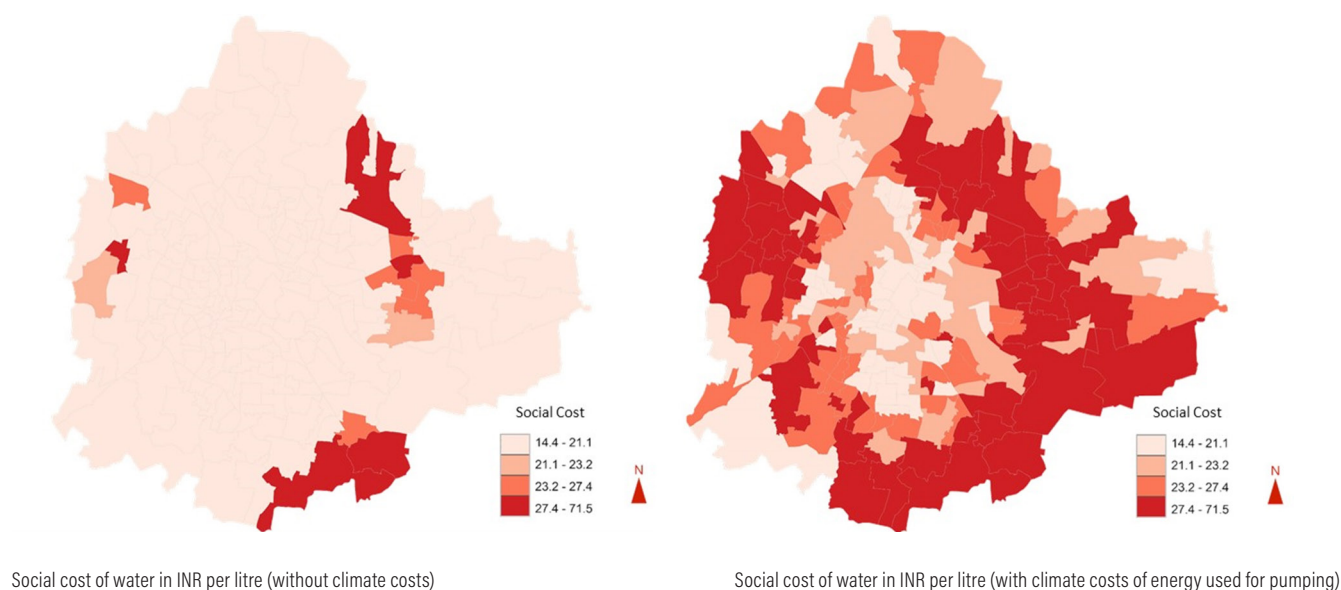 Social Cost
14.4 - 21.1
21.1 - 23.2
23.2 - 27.4
27.4 - 71.5
N
Social Cost
14.4 - 21.1
21.1 - 23.2
23.2 - 27.4
27.4 - 71.5
N
Social cost of water in INR per litre (without climate costs)
Social cost of water in INR per litre (with climate costs of energy used for pumping)